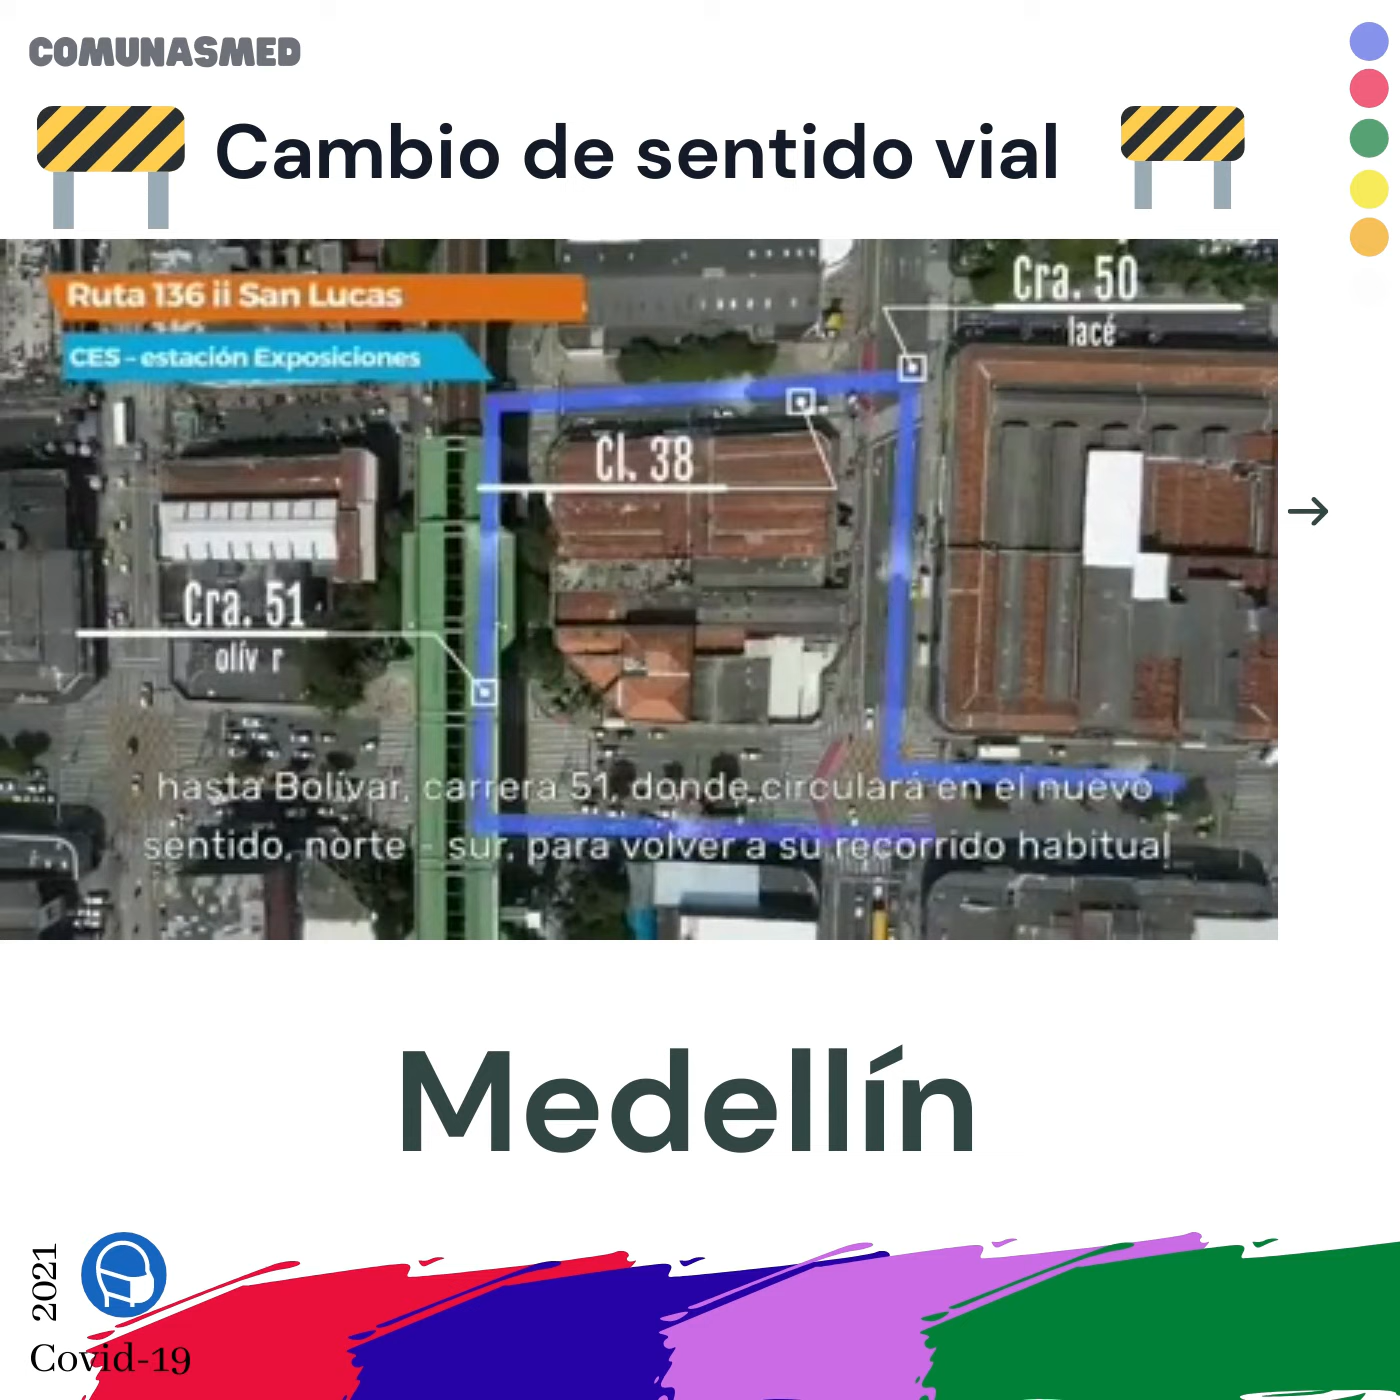 COMUNASMED
Cambio de sentido vial
Ruta 136 ii San Lucas
CES - estación Exposiciones
Cra. 50
lacé
Cl. 38
Cra. 51
olív r
hasta Bolívar, carrera 51, donde circulará en el nuevo
sentido, norte - sur, para volver a su recorrido habitual
Medellín
2021
Covid-19